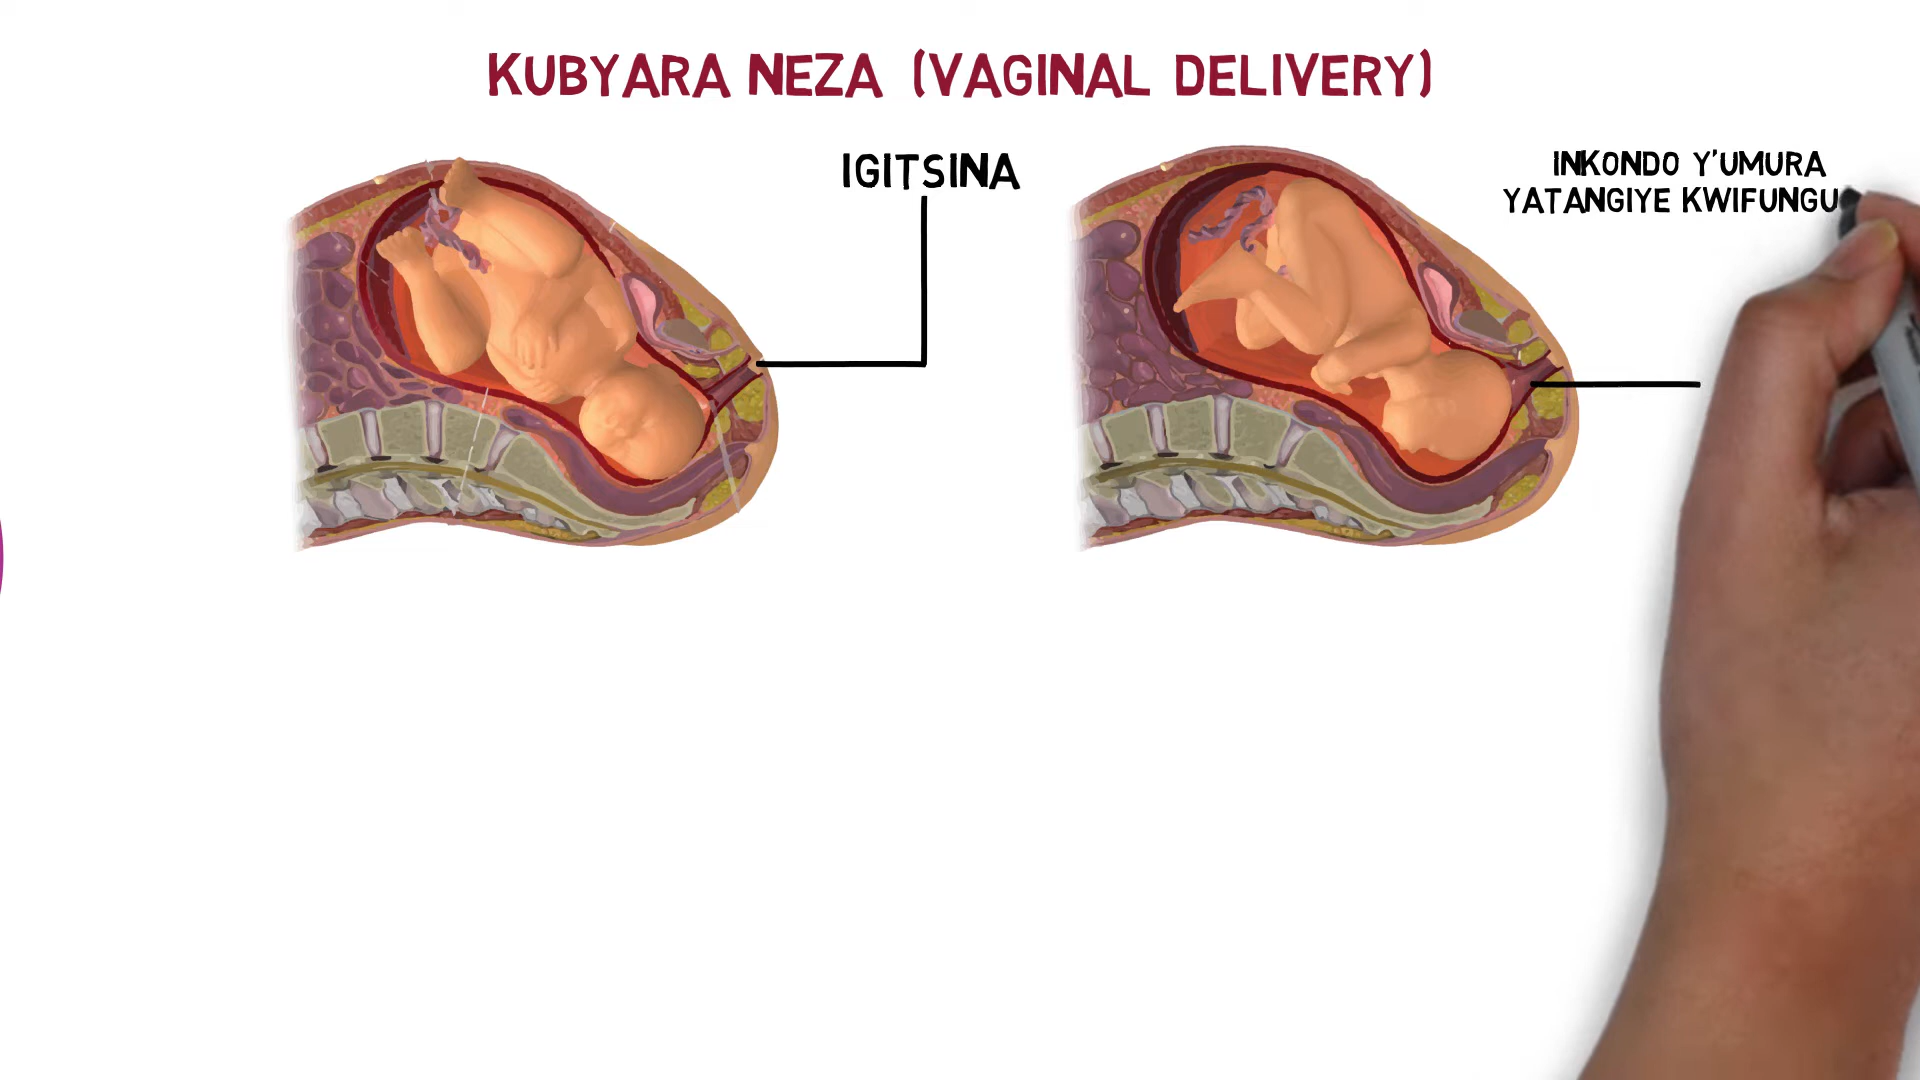 KUBYARA NEZA (VAGINAL DELIVERY)
IGITSINA
INKONDO Y'UMURA
YATANGIYE KWIFUNGU